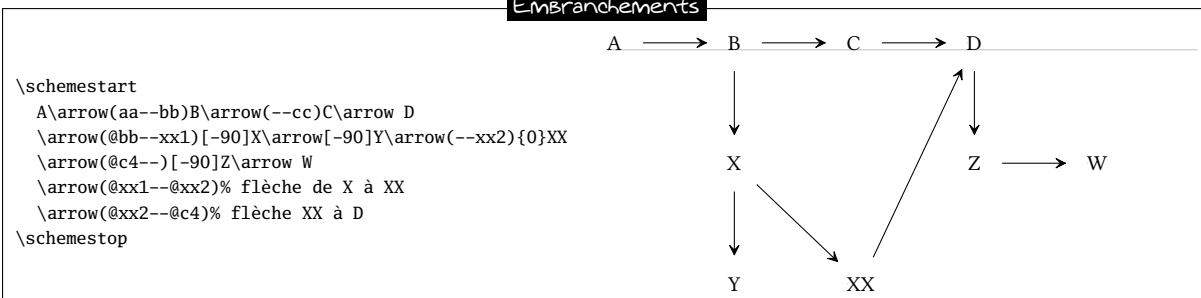 Embranchements
\schemestart
A\arrow(aa--bb)B\arrow(--cc)C\arrow D
\arrow(@bb--xx1)[-90]X\arrow[-90]Y\arrow(--xx2){0}XX
\arrow(@c4--)[-90]Z\arrow W
\arrow(@xx1--@xx2)% flèche de X à XX
\arrow(@xx2--@c4)% flèche XX à D
\schemestop
A B C D
X Z W
Y XX